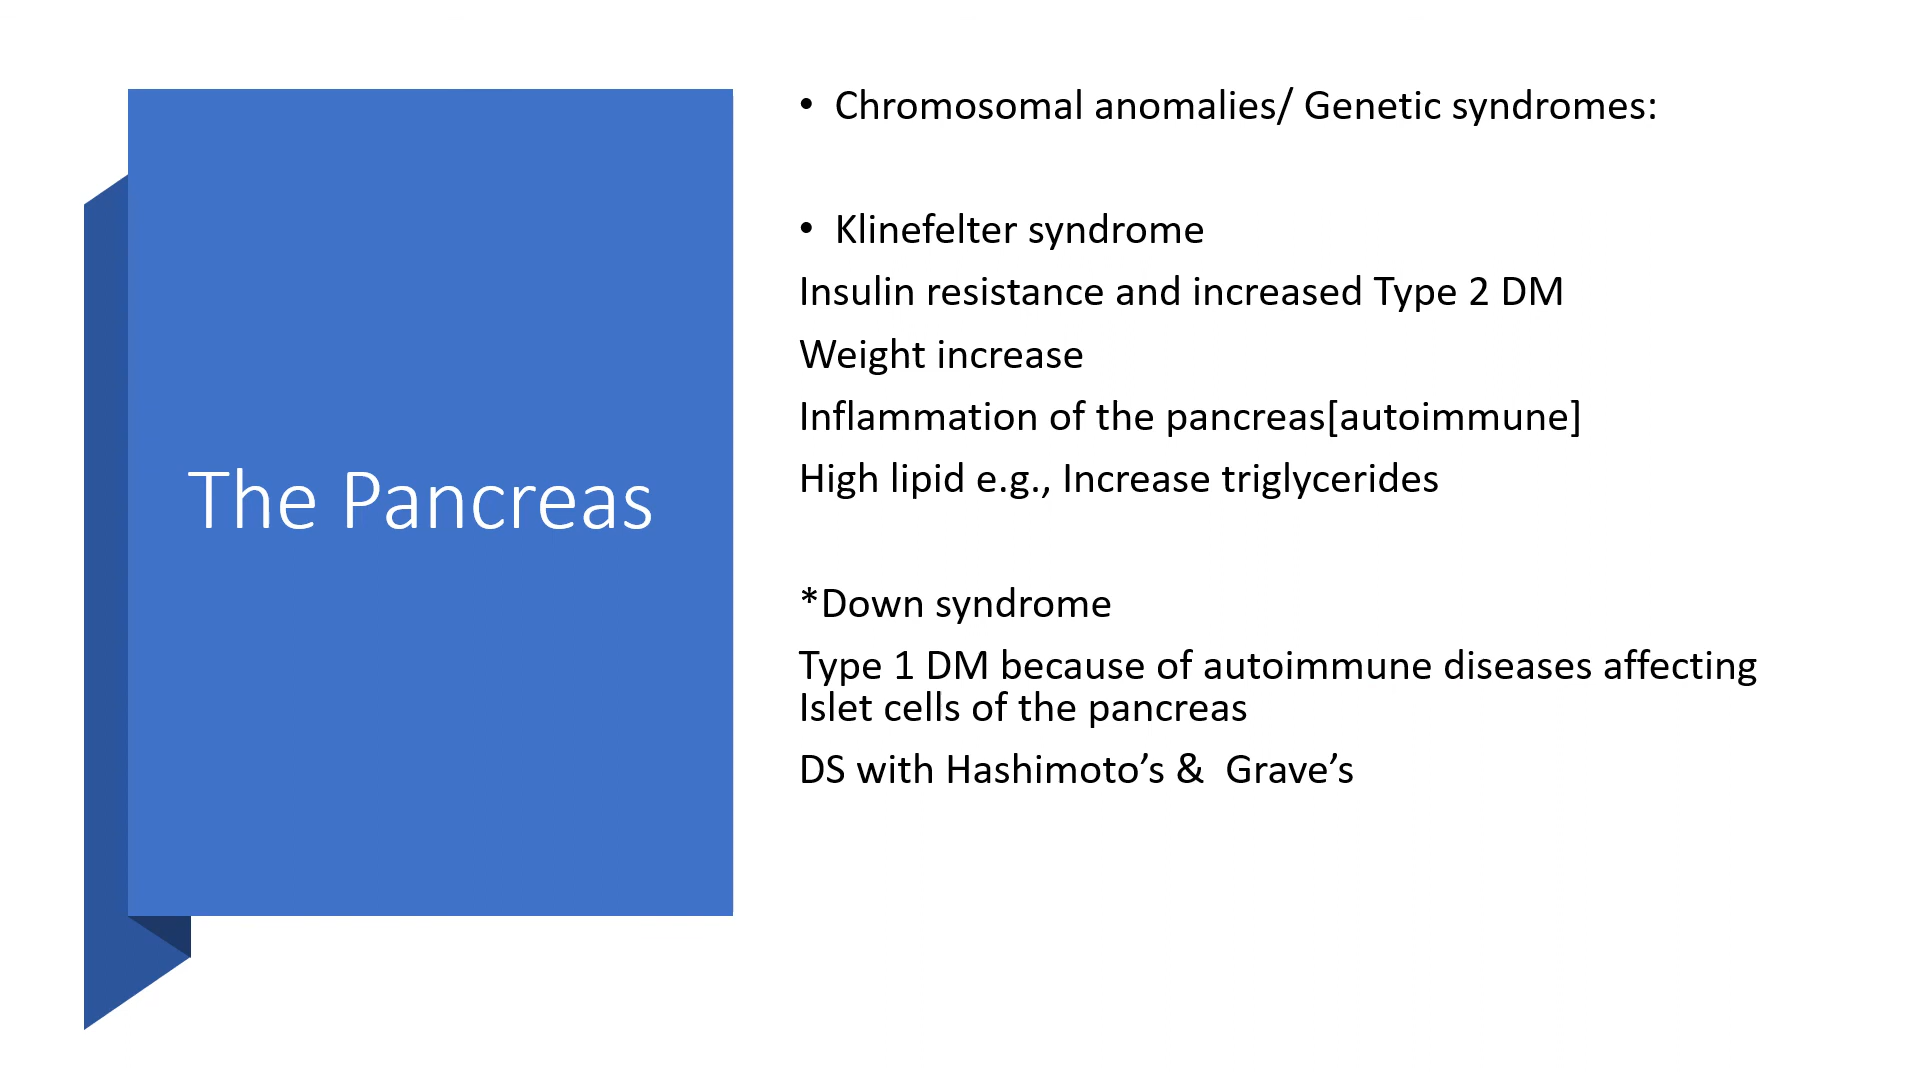 The Pancreas
• Chromosomal anomalies/ Genetic syndromes:
• Klinefelter syndrome
Insulin resistance and increased Type 2 DM
Weight increase
Inflammation of the pancreas[autoimmune]
High lipid e.g., Increase triglycerides
*Down syndrome
Type 1 DM because of autoimmune diseases affecting
Islet cells of the pancreas
DS with Hashimoto’s &  Grave’s